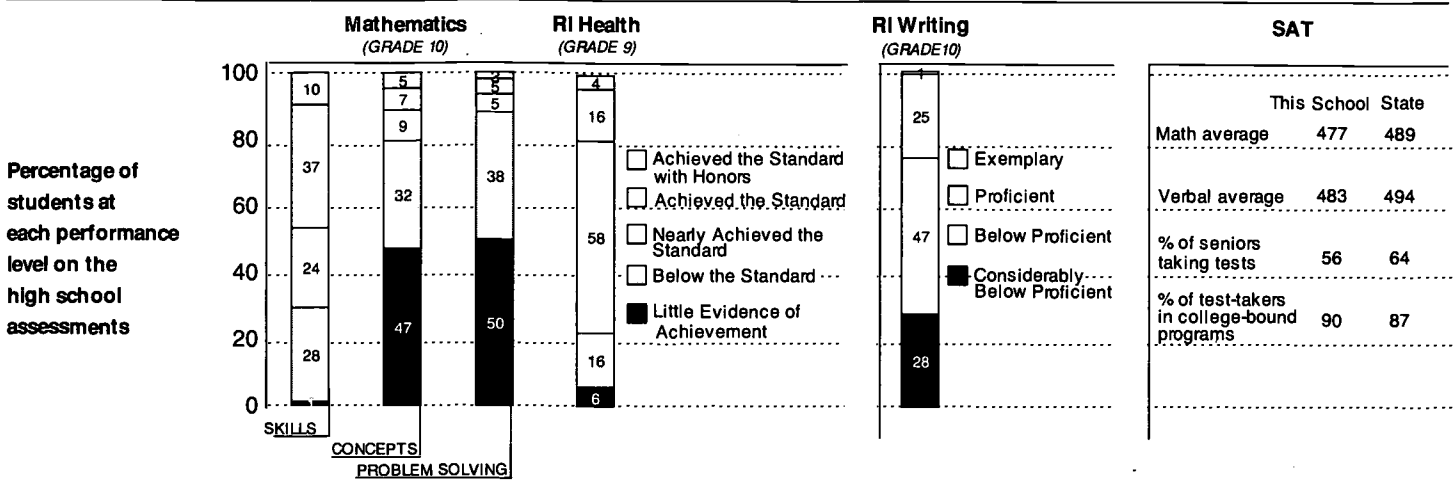 Mathematics
(GRADE 10)
RI Health
(GRADE 9)
RI Writing
(GRADE10)
SAT
Percentage of
students at
each performance
level on the
high school
assessments
100
80
60
40
20
0
10
37
24
28
5
7
9
32
47
5
5
38
50
4
16
58
16
6
SKILLS
CONCEPTS
PROBLEM SOLVING
Achieved the Standard
with Honors
Achieved the Standard
Nearly Achieved the
Standard
Below the Standard
Little Evidence of
Achievement
1
25
47
28
Exemplary
Proficient
Below Proficient
Considerably
Below Proficient
This School State
Math average 477 489
Verbal average 483 494
% of seniors
taking tests 56 64
% of test-takers
in college-bound 90 87
programs